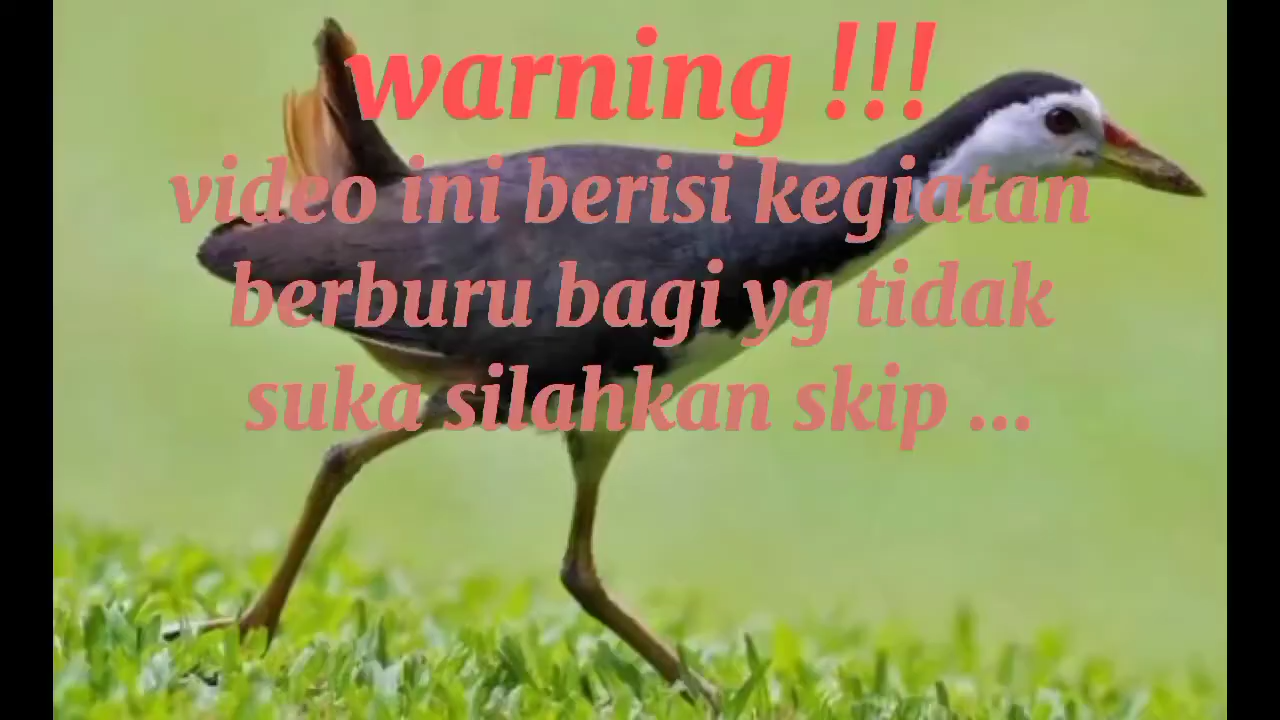 warning !!!
video ini berisi kegiatan
berburu bagi yg tidak
suka silahkan skip ...